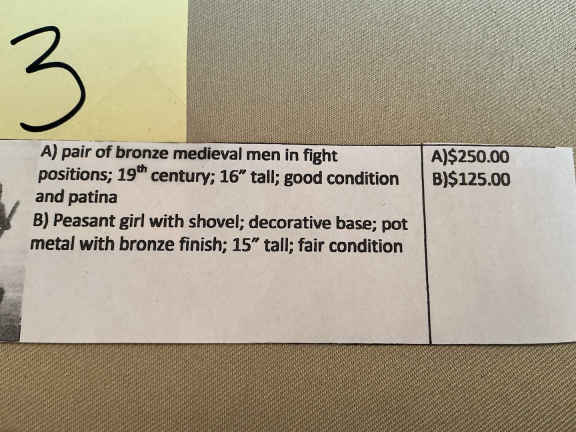 3
A) pair of bronze medieval men in fight
positions; 19th century; 16” tall; good condition
and patina
B) Peasant girl with shovel; decorative base; pot
metal with bronze finish; 15” tall; fair condition
A)$250.00
B)$125.00